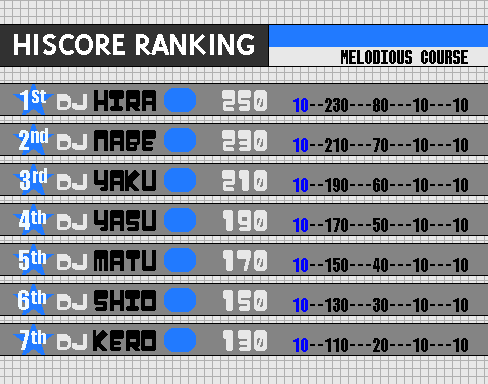 HISCORE RANKING
MELODIOUS COURSE
1st DJ HIRA 250 10--230---80---10---10
2nd DJ NABE 230 10--210---70---10---10
3rd DJ YAKU 210 10--190---60---10---10
4th DJ YASU 190 10--170---50---10---10
5th DJ MATU 170 10--150---40---10---10
6th DJ SHIO 150 10--130---30---10---10
7th DJ KERO 130 10--110---20---10---10